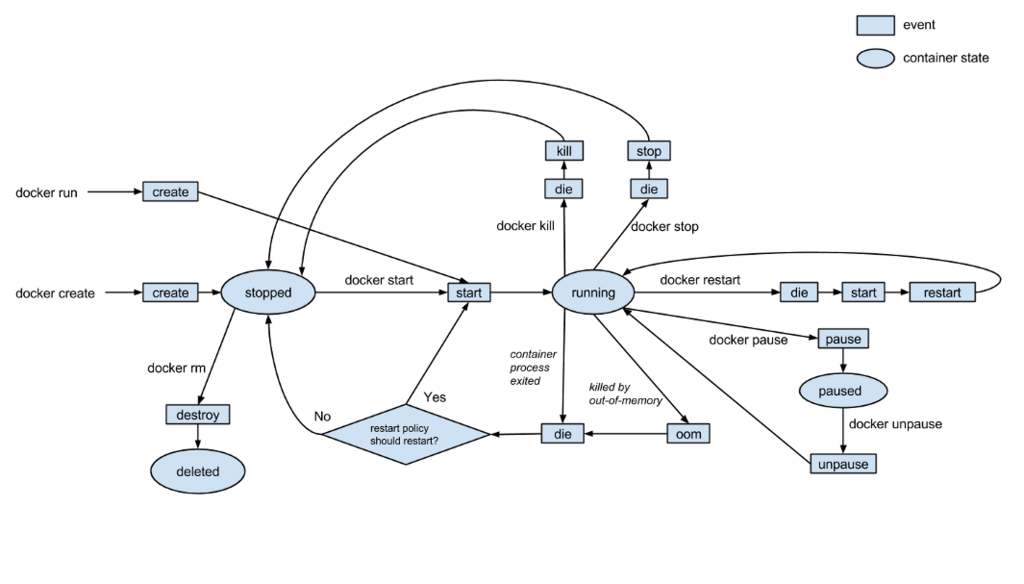 event
container state
kill
stop
die
die
docker run
create
docker kill
docker stop
docker create
create
stopped
docker start
start
running
docker restart
die
start
restart
docker pause
pause
container
process
exited
docker rm
killed by
out-of-memory
paused
Yes
No
destroy
restart policy
should restart?
die
oom
docker unpause
deleted
unpause